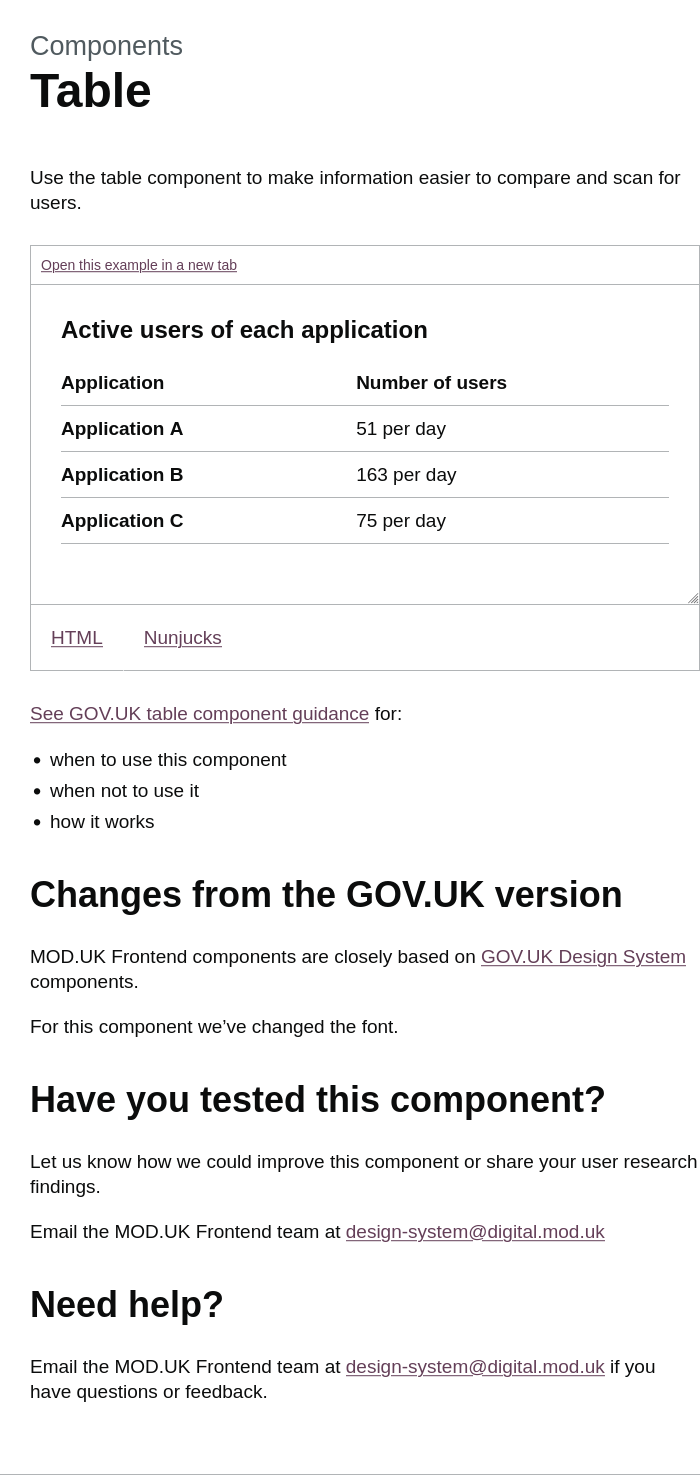 Components
Table
Use the table component to make information easier to compare and scan for
users.
Open this example in a new tab
Active users of each application
Application Number of users
Application A 51 per day
Application B 163 per day
Application C 75 per day
HTML Nunjucks
See GOV.UK table component guidance for:
• when to use this component
• when not to use it
• how it works
Changes from the GOV.UK version
MOD.UK Frontend components are closely based on GOV.UK Design System
components.
For this component we’ve changed the font.
Have you tested this component?
Let us know how we could improve this component or share your user research
findings.
Email the MOD.UK Frontend team at design-system@digital.mod.uk
Need help?
Email the MOD.UK Frontend team at design-system@digital.mod.uk if you
have questions or feedback.